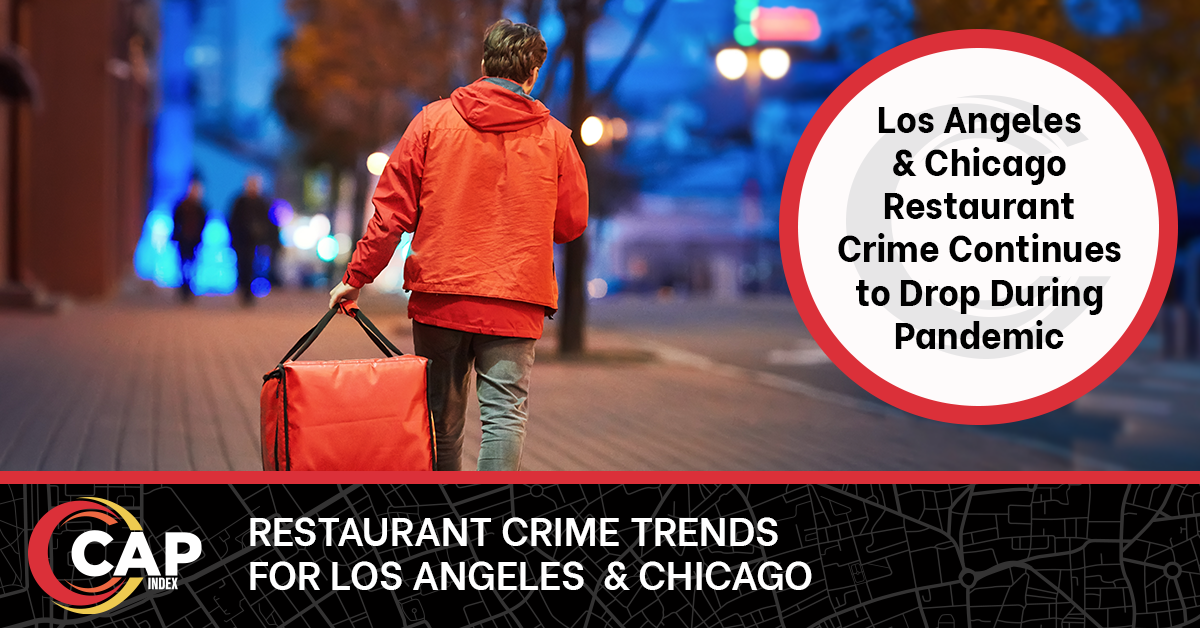 Los Angeles
& Chicago
Restaurant
Crime Continues
to Drop During
Pandemic
CAP
INDEX
RESTAURANT CRIME TRENDS
FOR LOS ANGELES & CHICAGO